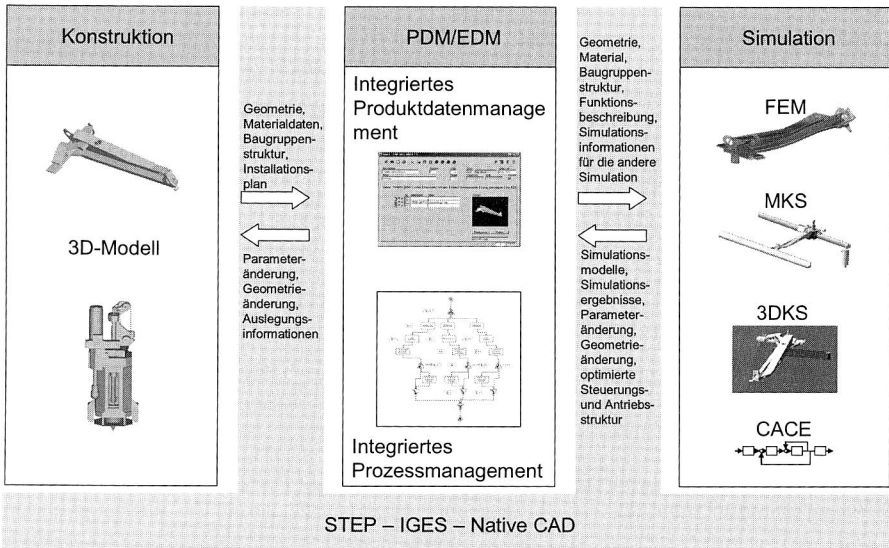 Konstruktion
3D-Modell
Geometrie,
Materialdaten,
Baugruppen-
struktur,
Installations-
plan
Parameter-
änderung,
Geometrie-
änderung,
Auslegungs-
informationen
PDM/EDM
Integriertes
Produktdatenmanage
ment
Integriertes
Prozessmanagement
Geometrie,
Material,
Baugruppen-
struktur,
Funktions-
beschreibung,
Simulations-
informationen
für die andere
Simulation
Simulations-
modelle,
Simulations-
ergebnisse,
Parameter-
änderung,
Geometrie-
änderung,
optimierte
Steuerungs-
und Antriebs-
struktur
Simulation
FEM
MKS
3DKS
CACE
STEP – IGES – Native CAD